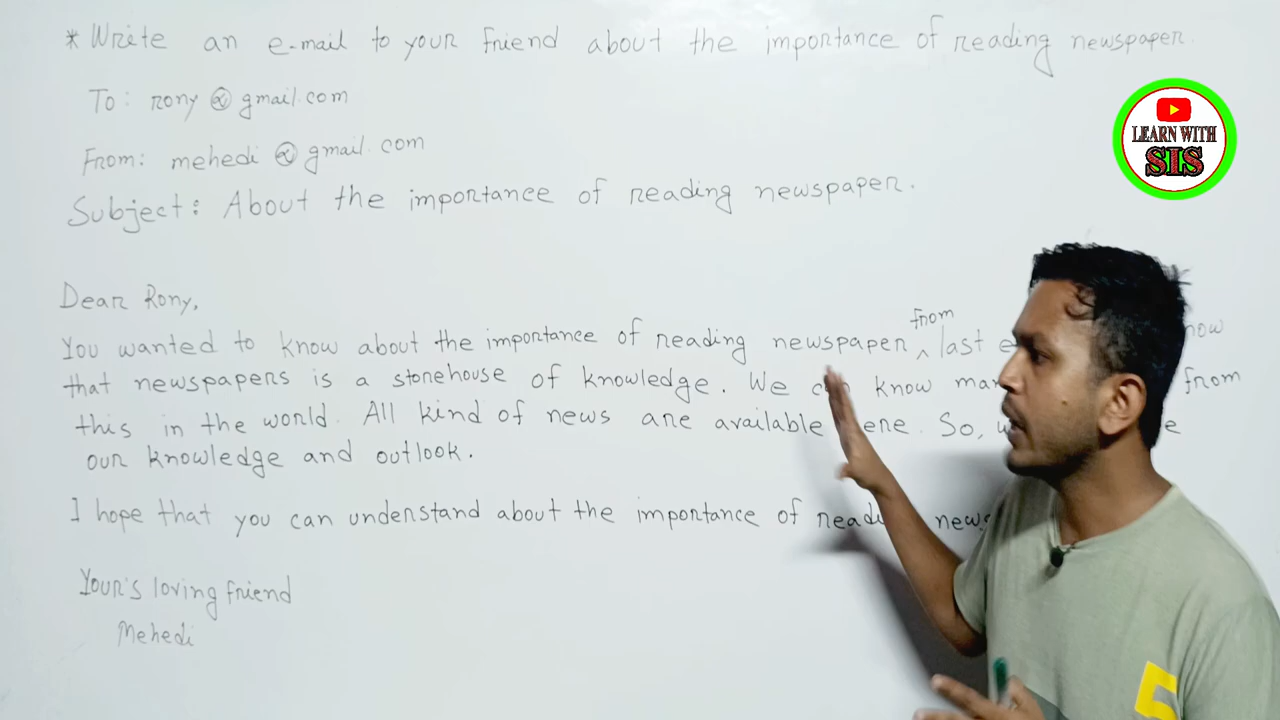 * Write an e-mail to your friend about the importance of reading newspaper.
To: rony @ gmail.com
From: mehedi @ gmail.com
Subject: About the importance of reading newspaper.
LEARN WITH
SIS
Dear Rony,
from
You wanted to know about the importance of reading newspaper ^ last
that newspapers is a storehouse of knowledge. We know from
this in the world. All kind of news are available So,
our knowledge and outlook.
I hope that you can understand about the importance of
Your's loving friend
Mehedi